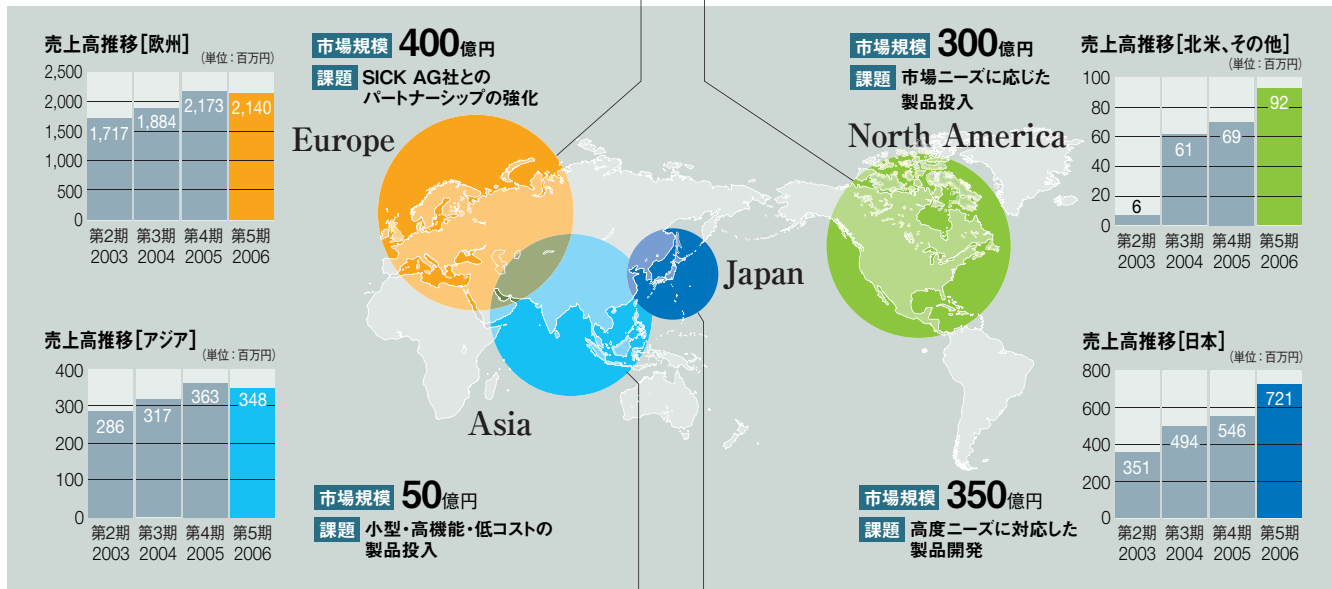 売上高推移[欧州]
(単位：百万円)
2,500
2,000
1,500
1,000
500
0
1,717
1,884
2,173
2,140
第2期 第3期 第4期 第5期
2003 2004 2005 2006
市場規模 400億円
課題 SICK AG社との
パートナーシップの強化
Europe
市場規模 300億円
課題 市場ニーズに応じた
製品投入
North America
売上高推移[北米、その他]
(単位：百万円)
100
80
60
40
20
0
6
61
69
92
第2期 第3期 第4期 第5期
2003 2004 2005 2006
Japan
Asia
売上高推移[アジア]
(単位：百万円)
400
300
200
100
0
286
317
363
348
第2期 第3期 第4期 第5期
2003 2004 2005 2006
市場規模 50億円
課題 小型・高機能・低コストの
製品投入
市場規模 350億円
課題 高度ニーズに対応した
製品開発
売上高推移[日本]
(単位：百万円)
800
600
400
200
0
351
494
546
721
第2期 第3期 第4期 第5期
2003 2004 2005 2006